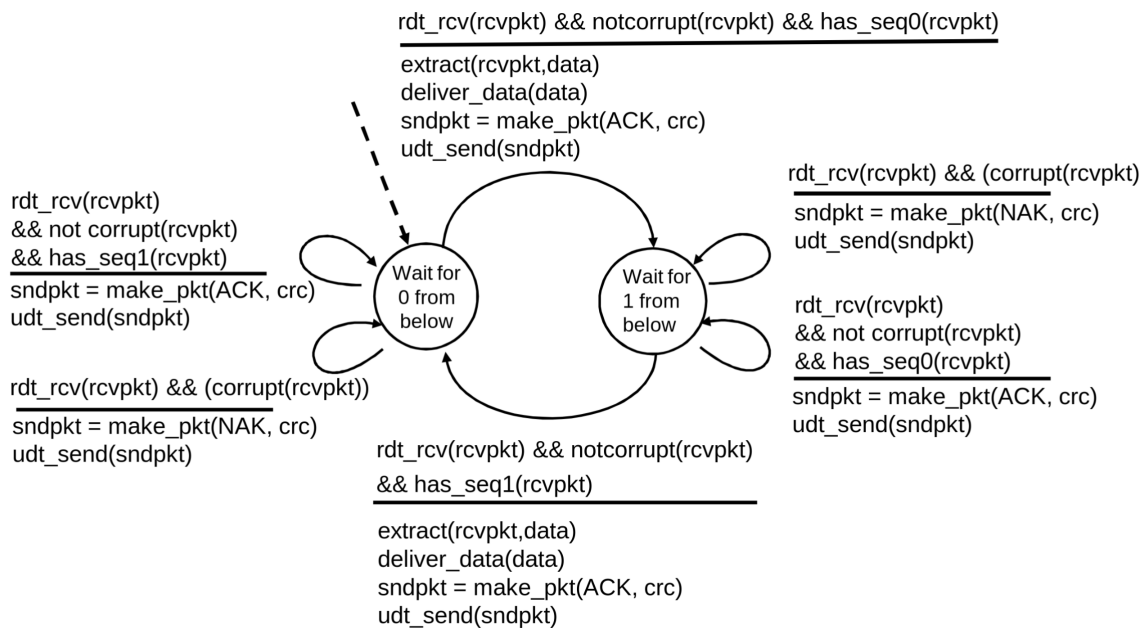 rdt_rcv(rcvpkt) && notcorrupt(rcvpkt) && has_seq0(rcvpkt)
extract(rcvpkt,data)
deliver_data(data)
sndpkt = make_pkt(ACK, crc)
udt_send(sndpkt)
rdt_rcv(rcvpkt)
&& not corrupt(rcvpkt)
&& has_seq1(rcvpkt)
sndpkt = make_pkt(ACK, crc)
udt_send(sndpkt)
rdt_rcv(rcvpkt) && (corrupt(rcvpkt))
sndpkt = make_pkt(NAK, crc)
udt_send(sndpkt)
Wait for
0 from
below
Wait for
1 from
below
rdt_rcv(rcvpkt) && (corrupt(rcvpkt)
sndpkt = make_pkt(NAK, crc)
udt_send(sndpkt)
rdt_rcv(rcvpkt)
&& not corrupt(rcvpkt)
&& has_seq0(rcvpkt)
sndpkt = make_pkt(ACK, crc)
udt_send(sndpkt)
rdt_rcv(rcvpkt) && notcorrupt(rcvpkt)
&& has_seq1(rcvpkt)
extract(rcvpkt,data)
deliver_data(data)
sndpkt = make_pkt(ACK, crc)
udt_send(sndpkt)